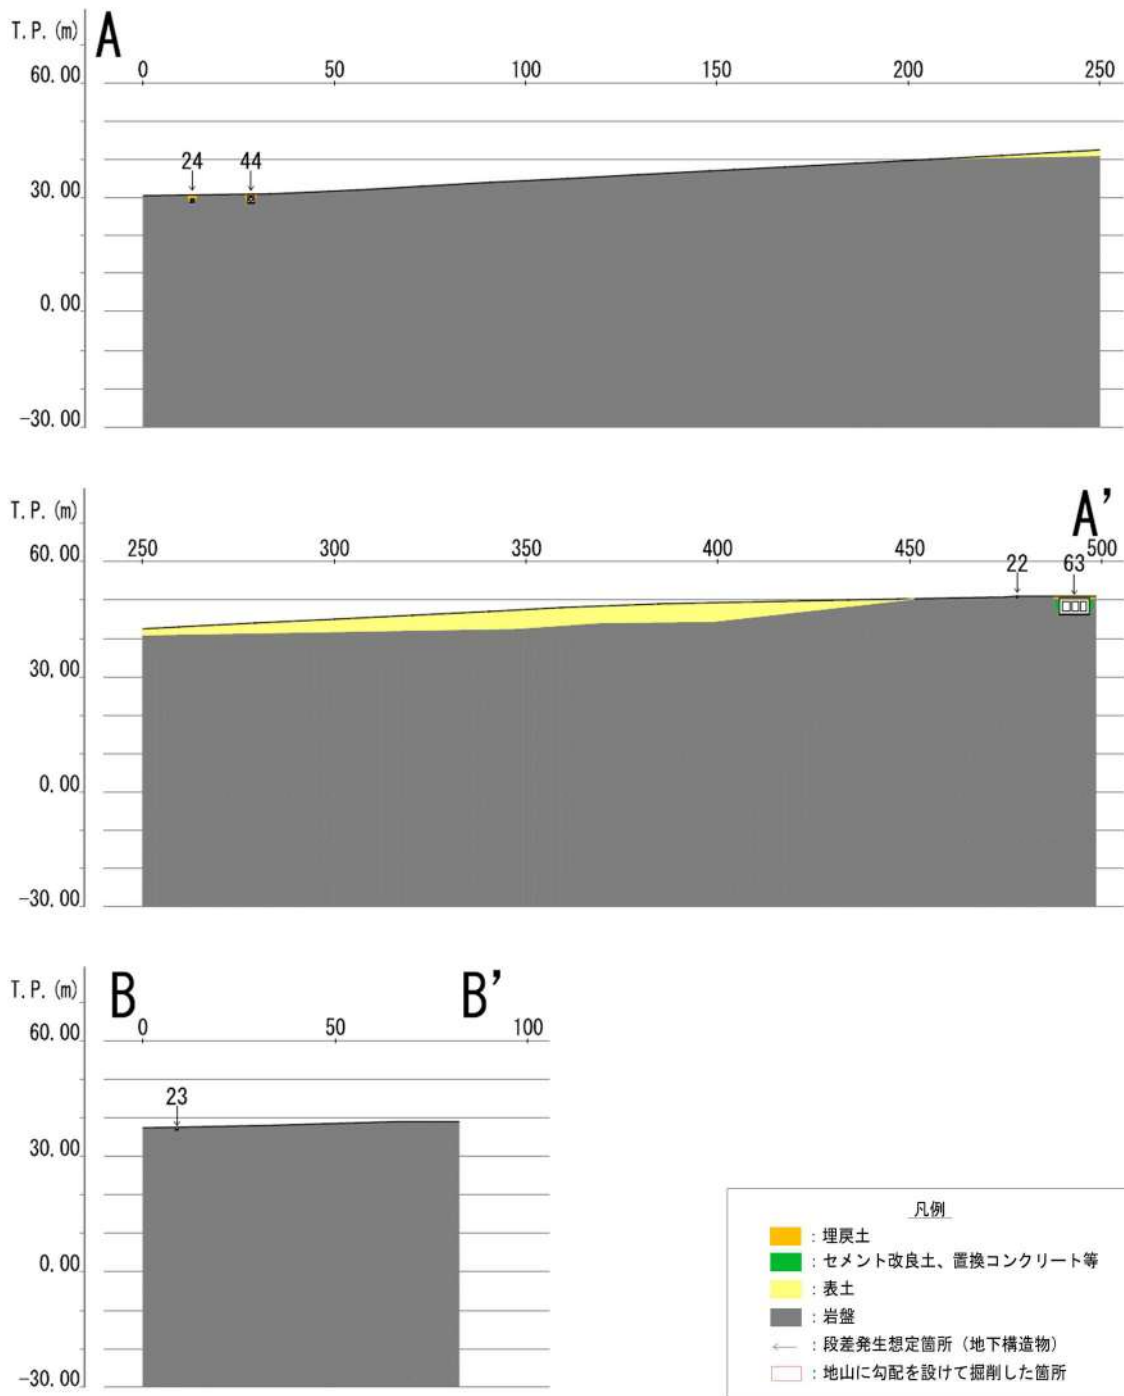 T.P.(m) A
0 50 100 150 200 250
60.00
24 44
30.00
0.00
-30.00
T.P.(m) A’
250 300 350 400 450 500
60.00
22 63
30.00
0.00
-30.00
T.P.(m) B B’
0 50 100
60.00
23
30.00
0.00
-30.00
凡例
：埋戻土
：セメント改良土、置換コンクリート等
：表土
：岩盤
：段差発生想定箇所（地下構造物）
：地山に勾配を設けて掘削した箇所